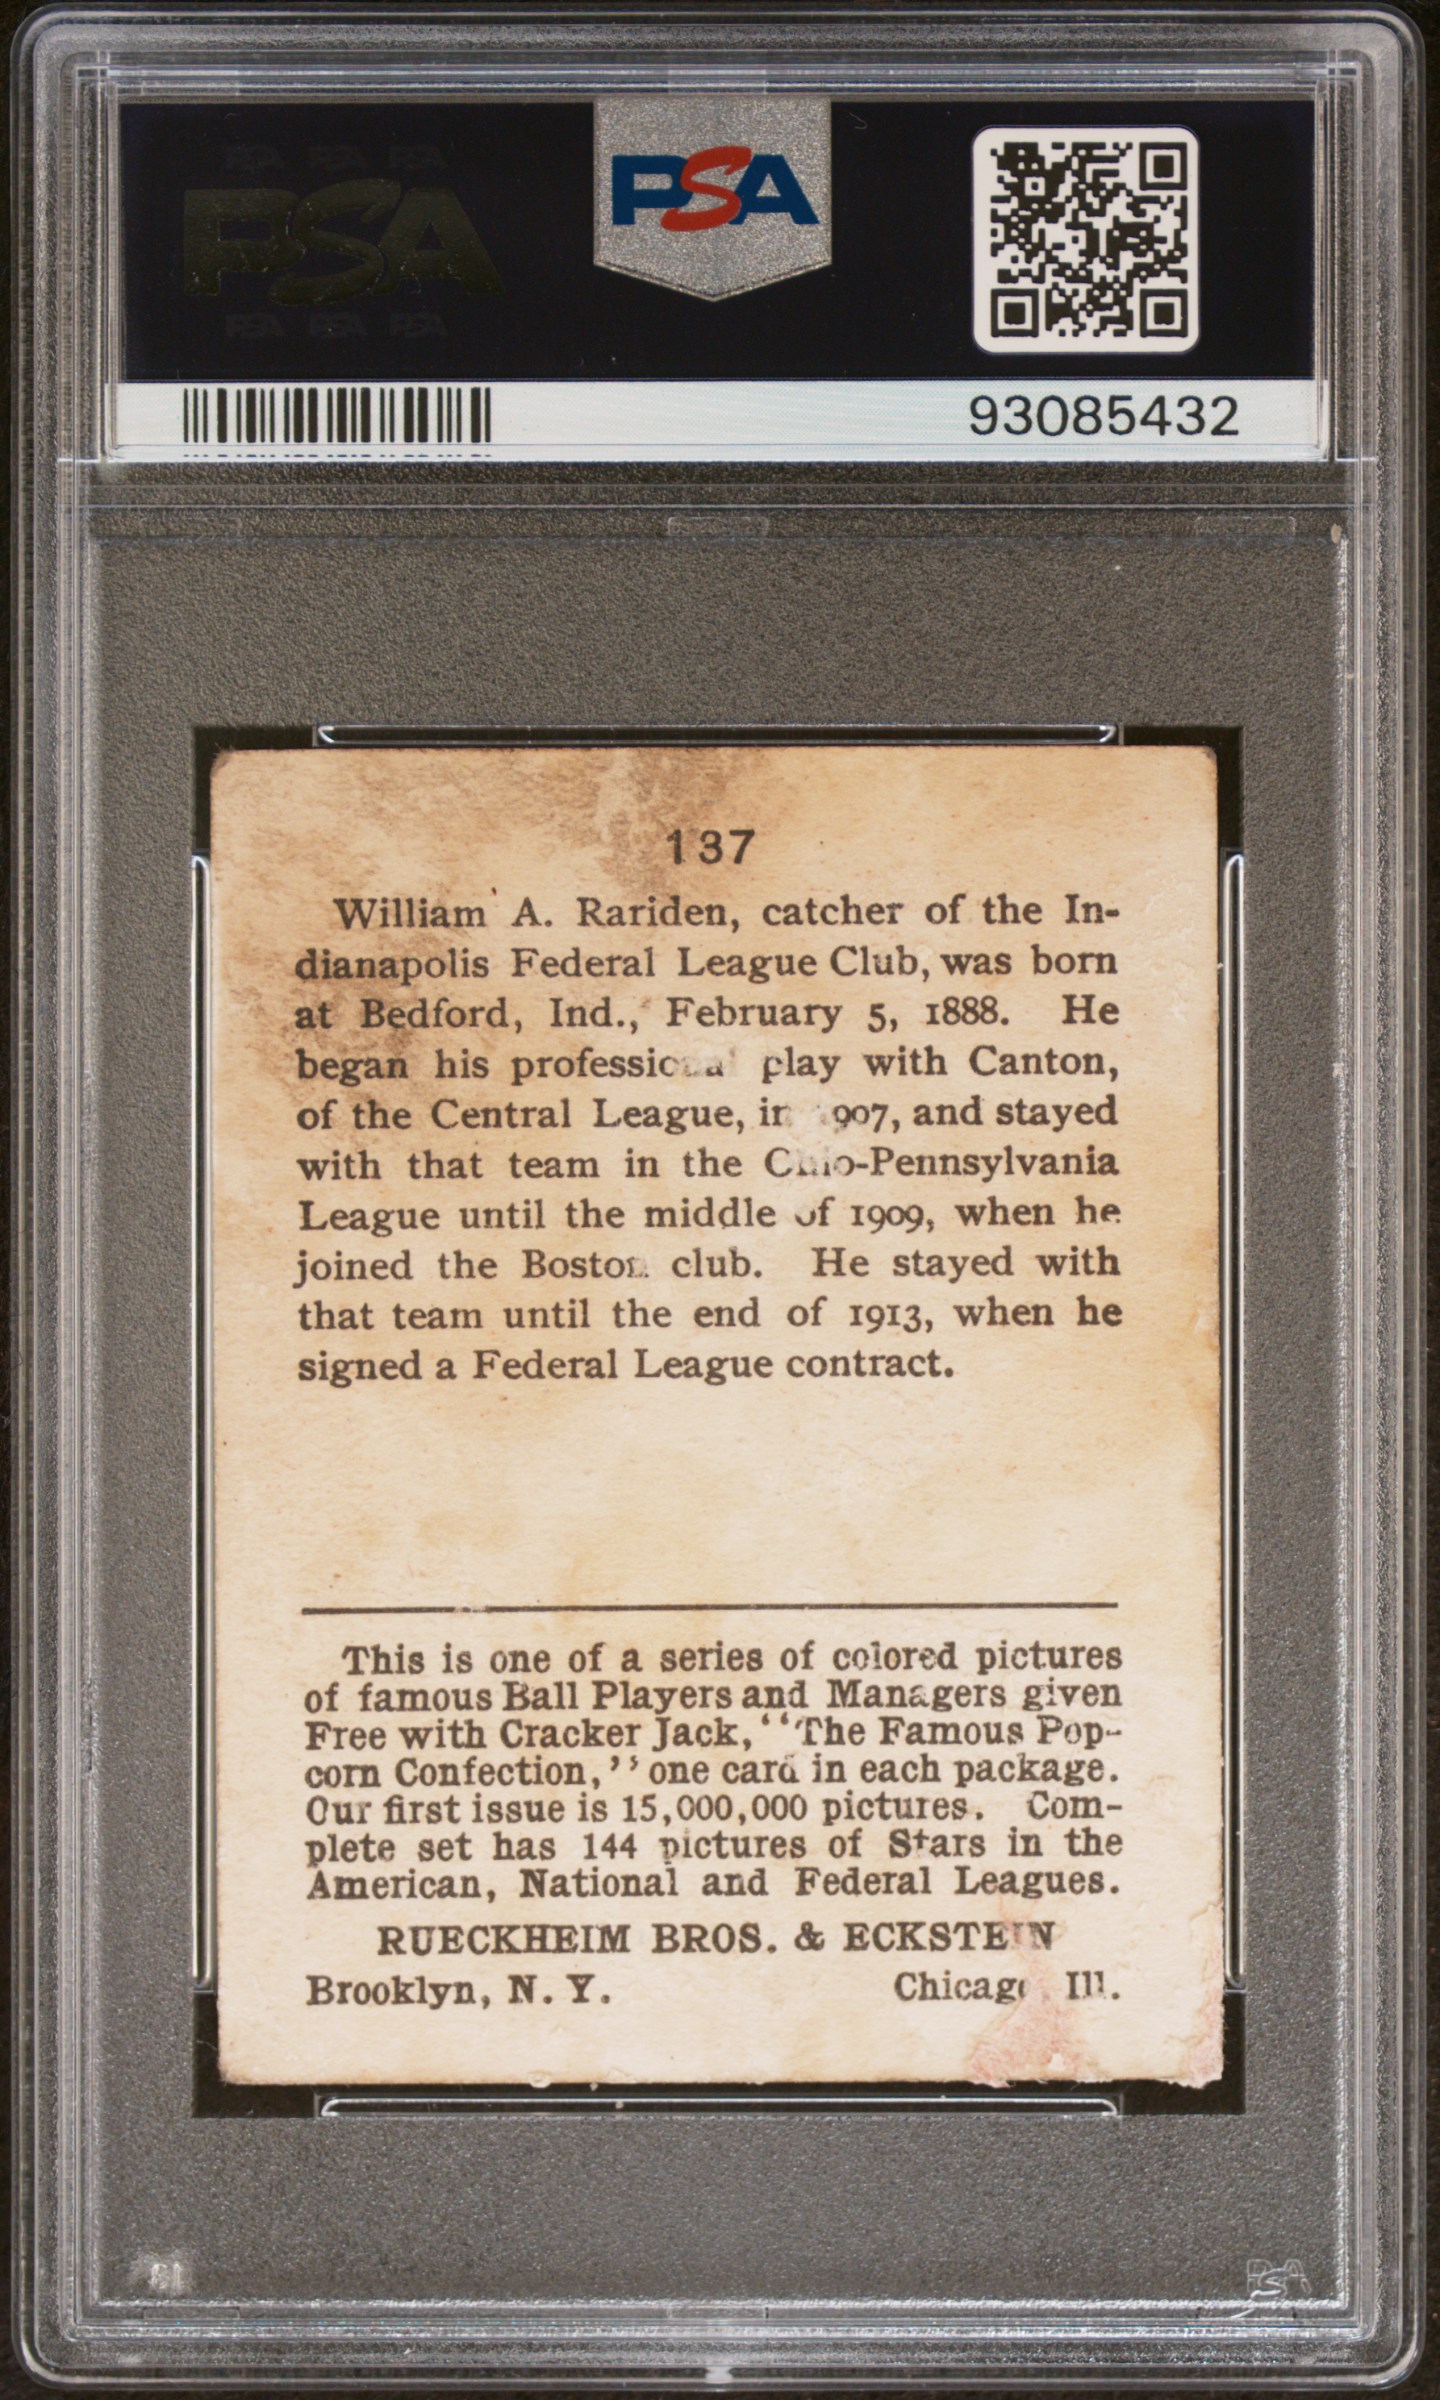 PSA
PSA
93085432
137
William A. Rariden, catcher of the In-
dianapolis Federal League Club, was born
at Bedford, Ind., February 5, 1888. He
began his professional play with Canton,
of the Central League, in 1907, and stayed
with that team in the Ohio-Pennsylvania
League until the middle of 1909, when he
joined the Boston club. He stayed with
that team until the end of 1913, when he
signed a Federal League contract.
This is one of a series of colored pictures
of famous Ball Players and Managers given
Free with Cracker Jack, "The Famous Pop-
corn Confection," one card in each package.
Our first issue is 15,000,000 pictures. Com-
plete set has 144 pictures of Stars in the
American, National and Federal Leagues.
RUECKHEIM BROS. & ECKSTEIN
Brooklyn, N. Y. Chicago Ill.
PSA